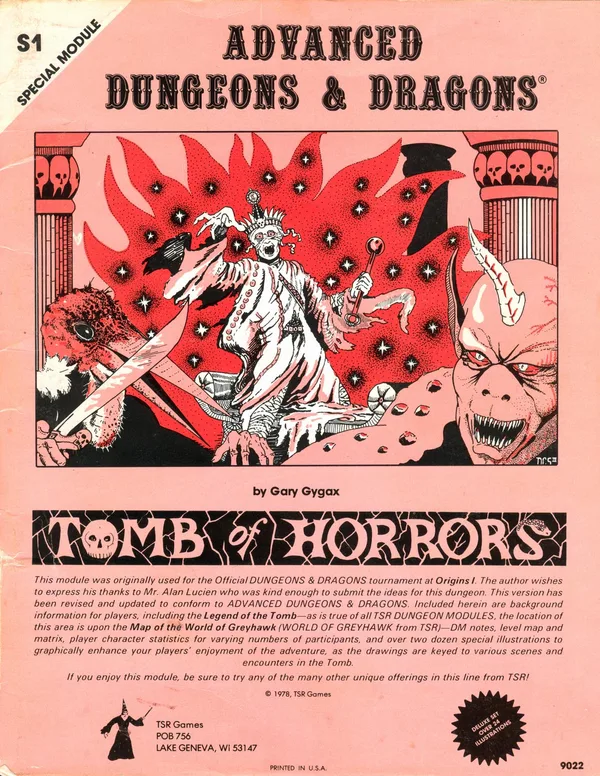 S1
SPECIAL MODULE
ADVANCED
DUNGEONS & DRAGONS®
by Gary Gygax
TOMB of HORRORS
This module was originally used for the Official DUNGEONS & DRAGONS tournament at Origins I. The author wishes
to express his thanks to Mr. Alan Lucien who was kind enough to submit the ideas for this dungeon. This version has
been revised and updated to conform to ADVANCED DUNGEONS & DRAGONS. Included herein are background
information for players, including the Legend of the Tomb—as is true of all TSR DUNGEON MODULES, the location of
this area is upon the Map of the World of Greyhawk (WORLD OF GREYHAWK from TSR)—DM notes, level map and
matrix, player character statistics for varying numbers of participants, and over two dozen special illustrations to
graphically enhance your players' enjoyment of the adventure, as the drawings are keyed to various scenes and
encounters in the Tomb.
If you enjoy this module, be sure to try any of the many other unique offerings in this line from TSR!
© 1978, TSR Games
TSR Games
POB 756
LAKE GENEVA, WI 53147
DELUXE SET
OVER 24
ILLUSTRATIONS
PRINTED IN U.S.A.
9022